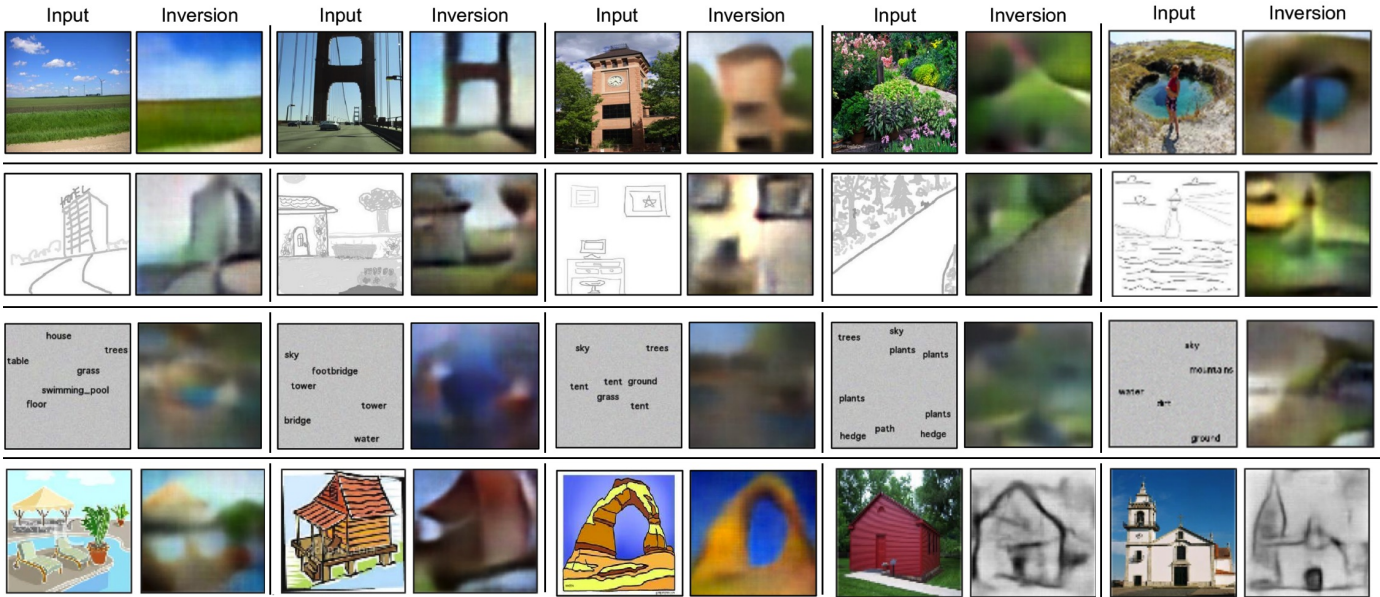 Input Inversion Input Inversion Input Inversion Input Inversion Input Inversion
HOTEL
house
trees
table
grass
swimming_pool
floor
sky
footbridge
tower
tower
bridge
water
sky
trees
tent
tent
ground
grass
tent
sky
trees
plants
plants
plants
plants
path
hedge
hedge
sky
mountains
water
dirt
ground